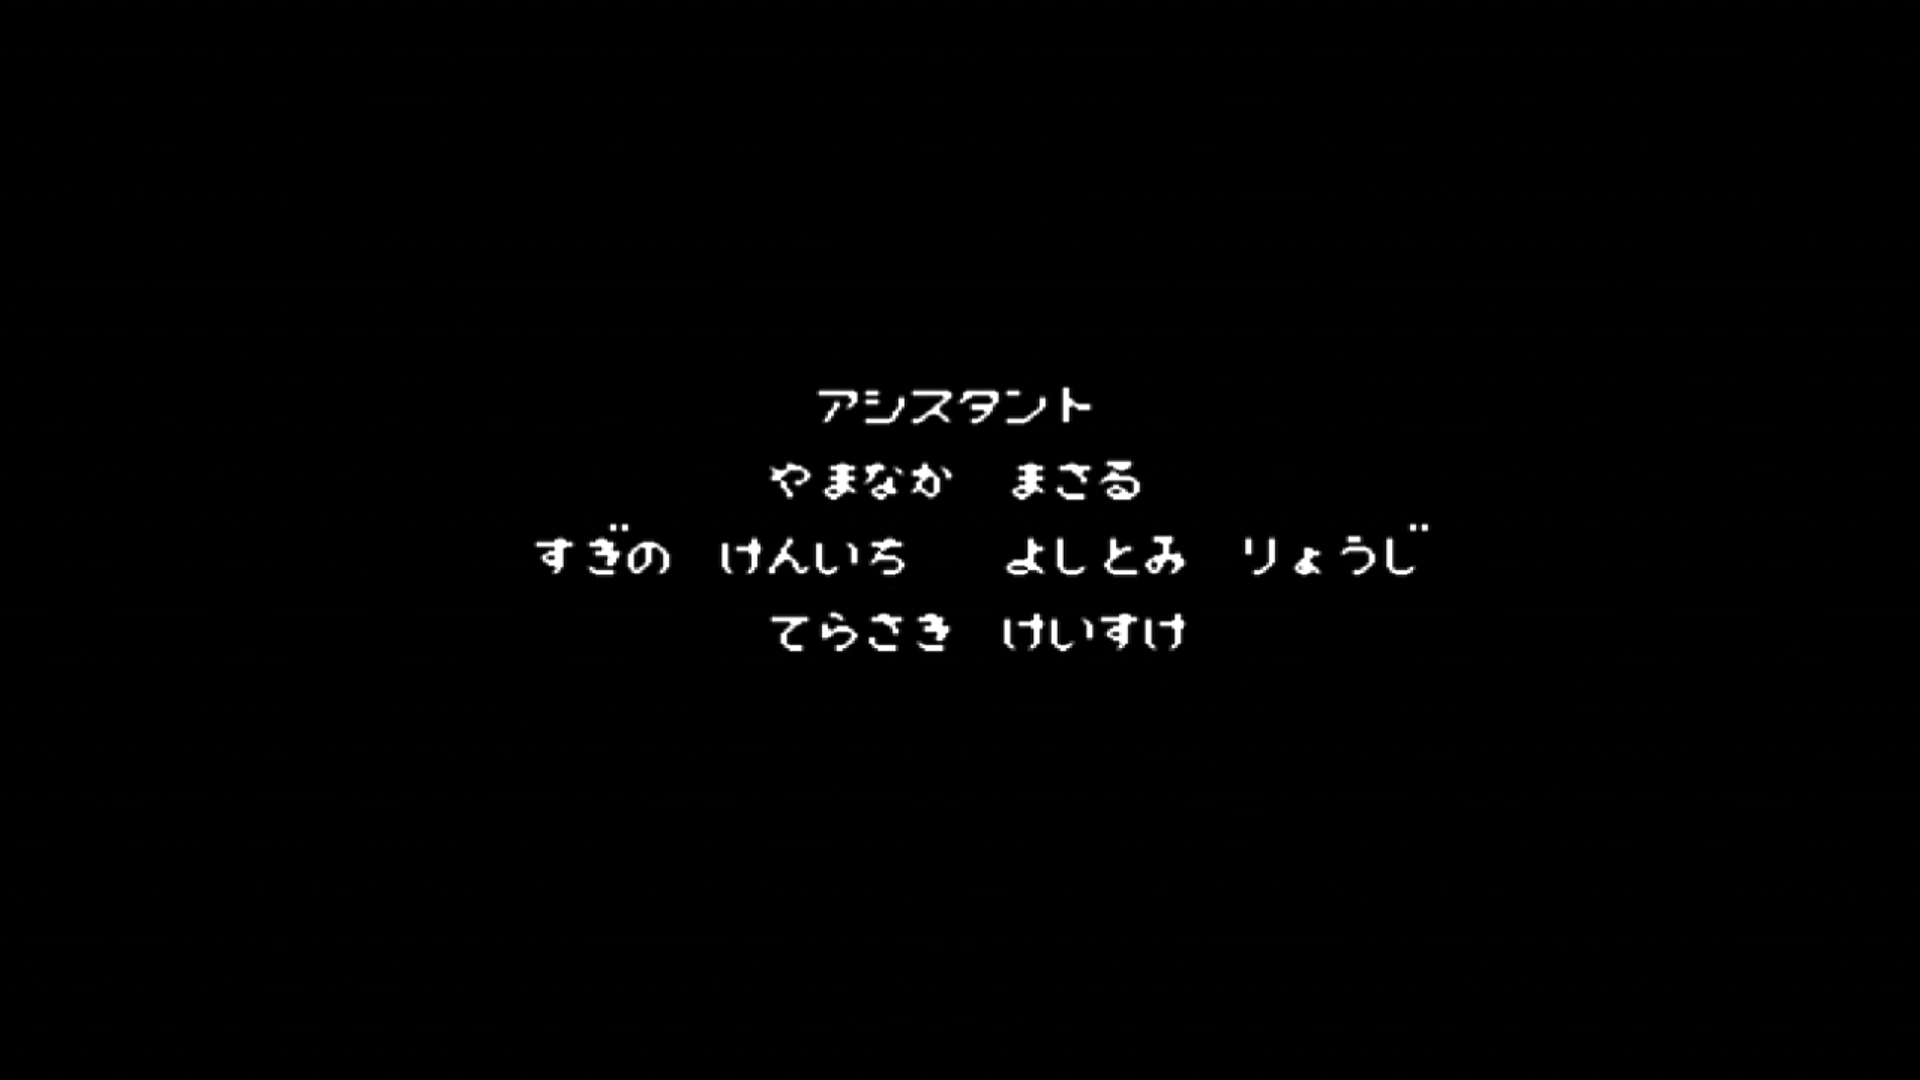 アシスタント
やまなか　まさる
すぎの　けんいち　　よしとみ　りょうじ
てらさき　けいすけ